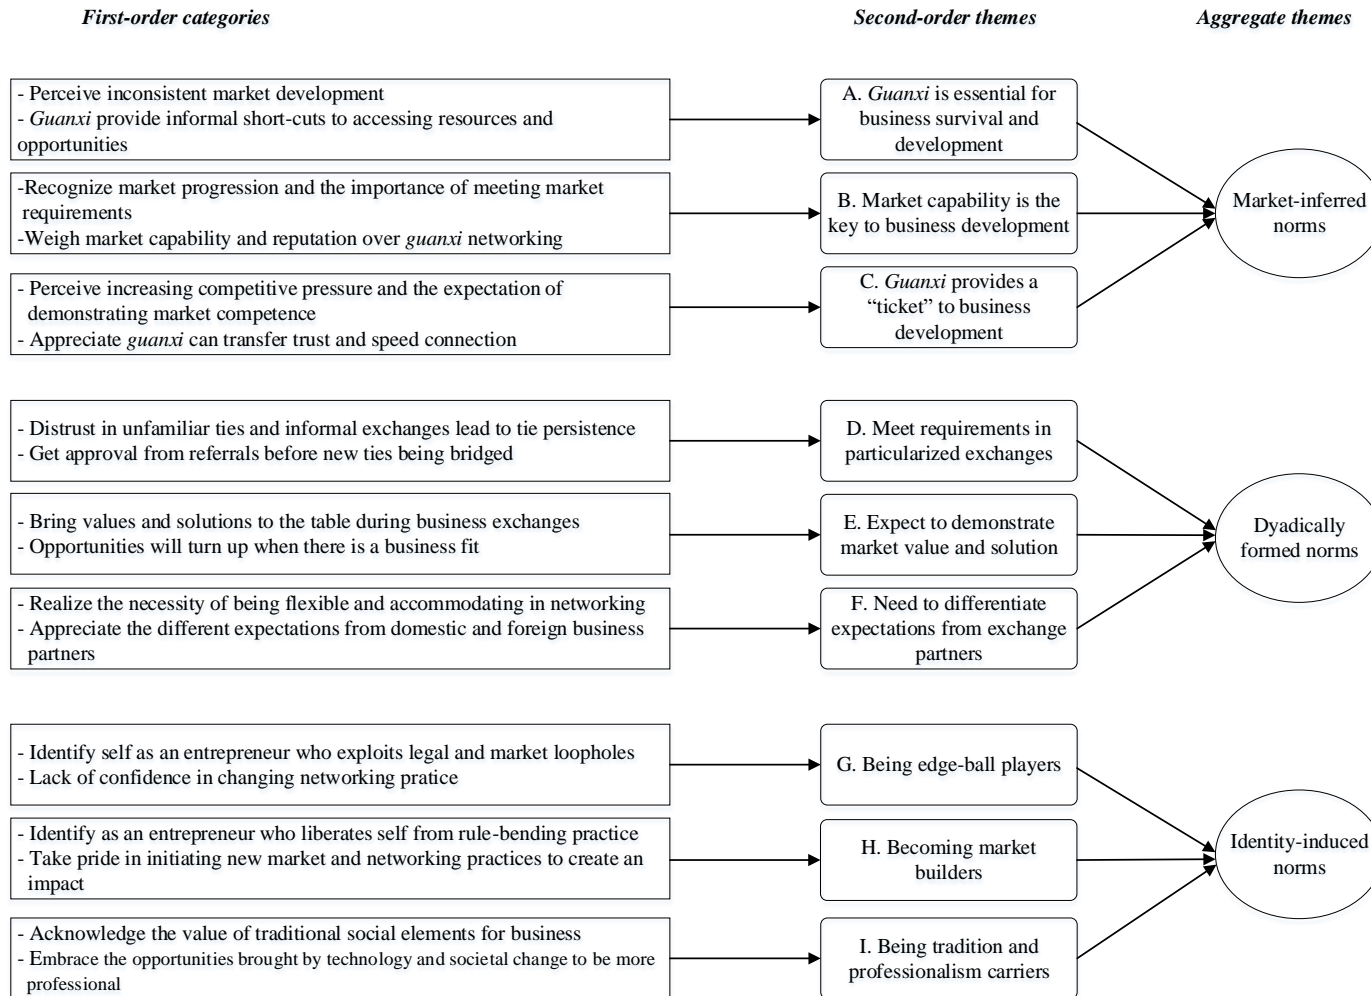 First-order categories
Second-order themes
Aggregate themes
- Perceive inconsistent market development
- Guanxi provide informal short-cuts to accessing resources and
opportunities
A. Guanxi is essential for
business survival and
development
-Recognize market progression and the importance of meeting market
requirements
-Weigh market capability and reputation over guanxi networking
B. Market capability is the
key to business development
Market-inferred
norms
- Perceive increasing competitive pressure and the expectation of
demonstrating market competence
- Appreciate guanxi can transfer trust and speed connection
C. Guanxi provides a
“ticket” to business
development
- Distrust in unfamiliar ties and informal exchanges lead to tie persistence
- Get approval from referrals before new ties being bridged
D. Meet requirements in
particularized exchanges
- Bring values and solutions to the table during business exchanges
- Opportunities will turn up when there is a business fit
E. Expect to demonstrate
market value and solution
Dyadically
formed norms
- Realize the necessity of being flexible and accommodating in networking
- Appreciate the different expectations from domestic and foreign business
partners
F. Need to differentiate
expectations from exchange
partners
- Identify self as an entrepreneur who exploits legal and market loopholes
- Lack of confidence in changing networking pratice
G. Being edge-ball players
- Identify as an entrepreneur who liberates self from rule-bending practice
- Take pride in initiating new market and networking practices to create an
impact
H. Becoming market
builders
Identity-induced
norms
- Acknowledge the value of traditional social elements for business
- Embrace the opportunities brought by technology and societal change to be more
professional
I. Being tradition and
professionalism carriers